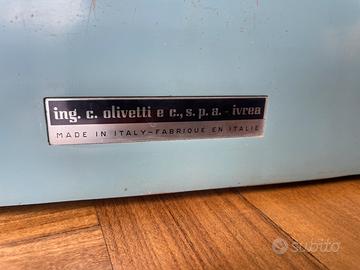 ing. c. olivetti e c., s. p. a. - ivrea
MADE IN ITALY-FABRIQUE EN ITALIE
subito